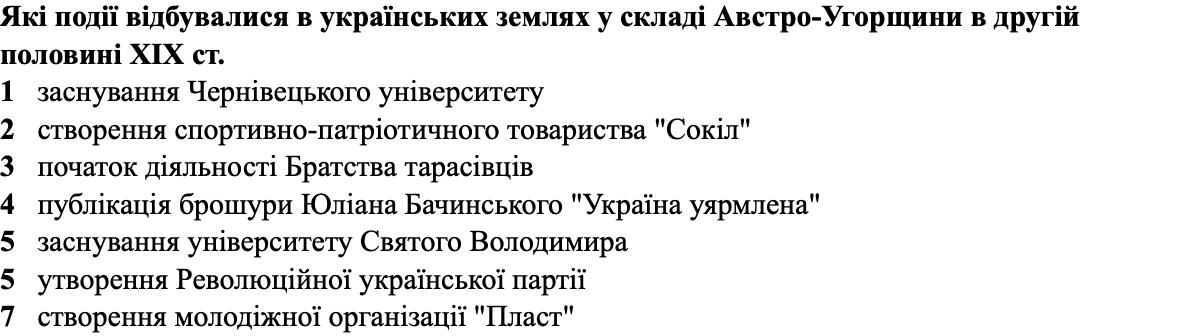 Які події відбувалися в українських землях у складі Австро-Угорщини в другій
половині XIX ст.
1 заснування Чернівецького університету
2 створення спортивно-патріотичного товариства "Сокіл"
3 початок діяльності Братства тарасівців
4 публікація брошури Юліана Бачинського "Україна уярмлена"
5 заснування університету Святого Володимира
5 утворення Революційної української партії
7 створення молодіжної організації "Пласт"